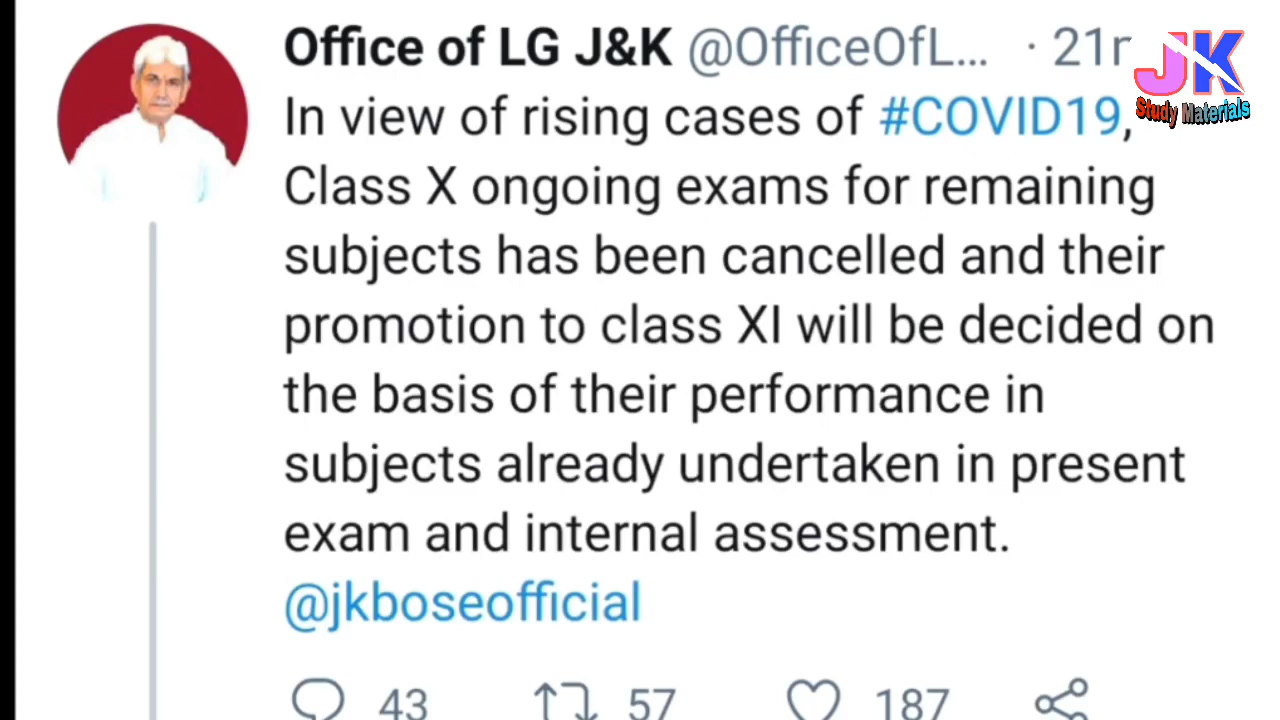 Office of LG J&K @OfficeOfL... · 21
JK
Study Materials
In view of rising cases of #COVID19,
Class X ongoing exams for remaining
subjects has been cancelled and their
promotion to class XI will be decided on
the basis of their performance in
subjects already undertaken in present
exam and internal assessment.
@jkboseofficial
43 57 187